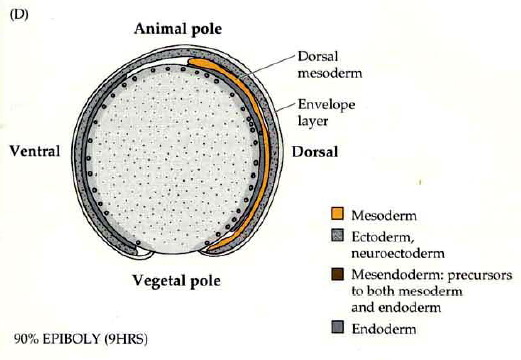 (D)
Animal pole
Dorsal
mesoderm
Envelope
layer
Ventral
Dorsal
Mesoderm
Ectoderm,
neuroectoderm
Mesendoderm: precursors
to both mesoderm
and endoderm
Endoderm
Vegetal pole
90% EPIBOLY (9HRS)